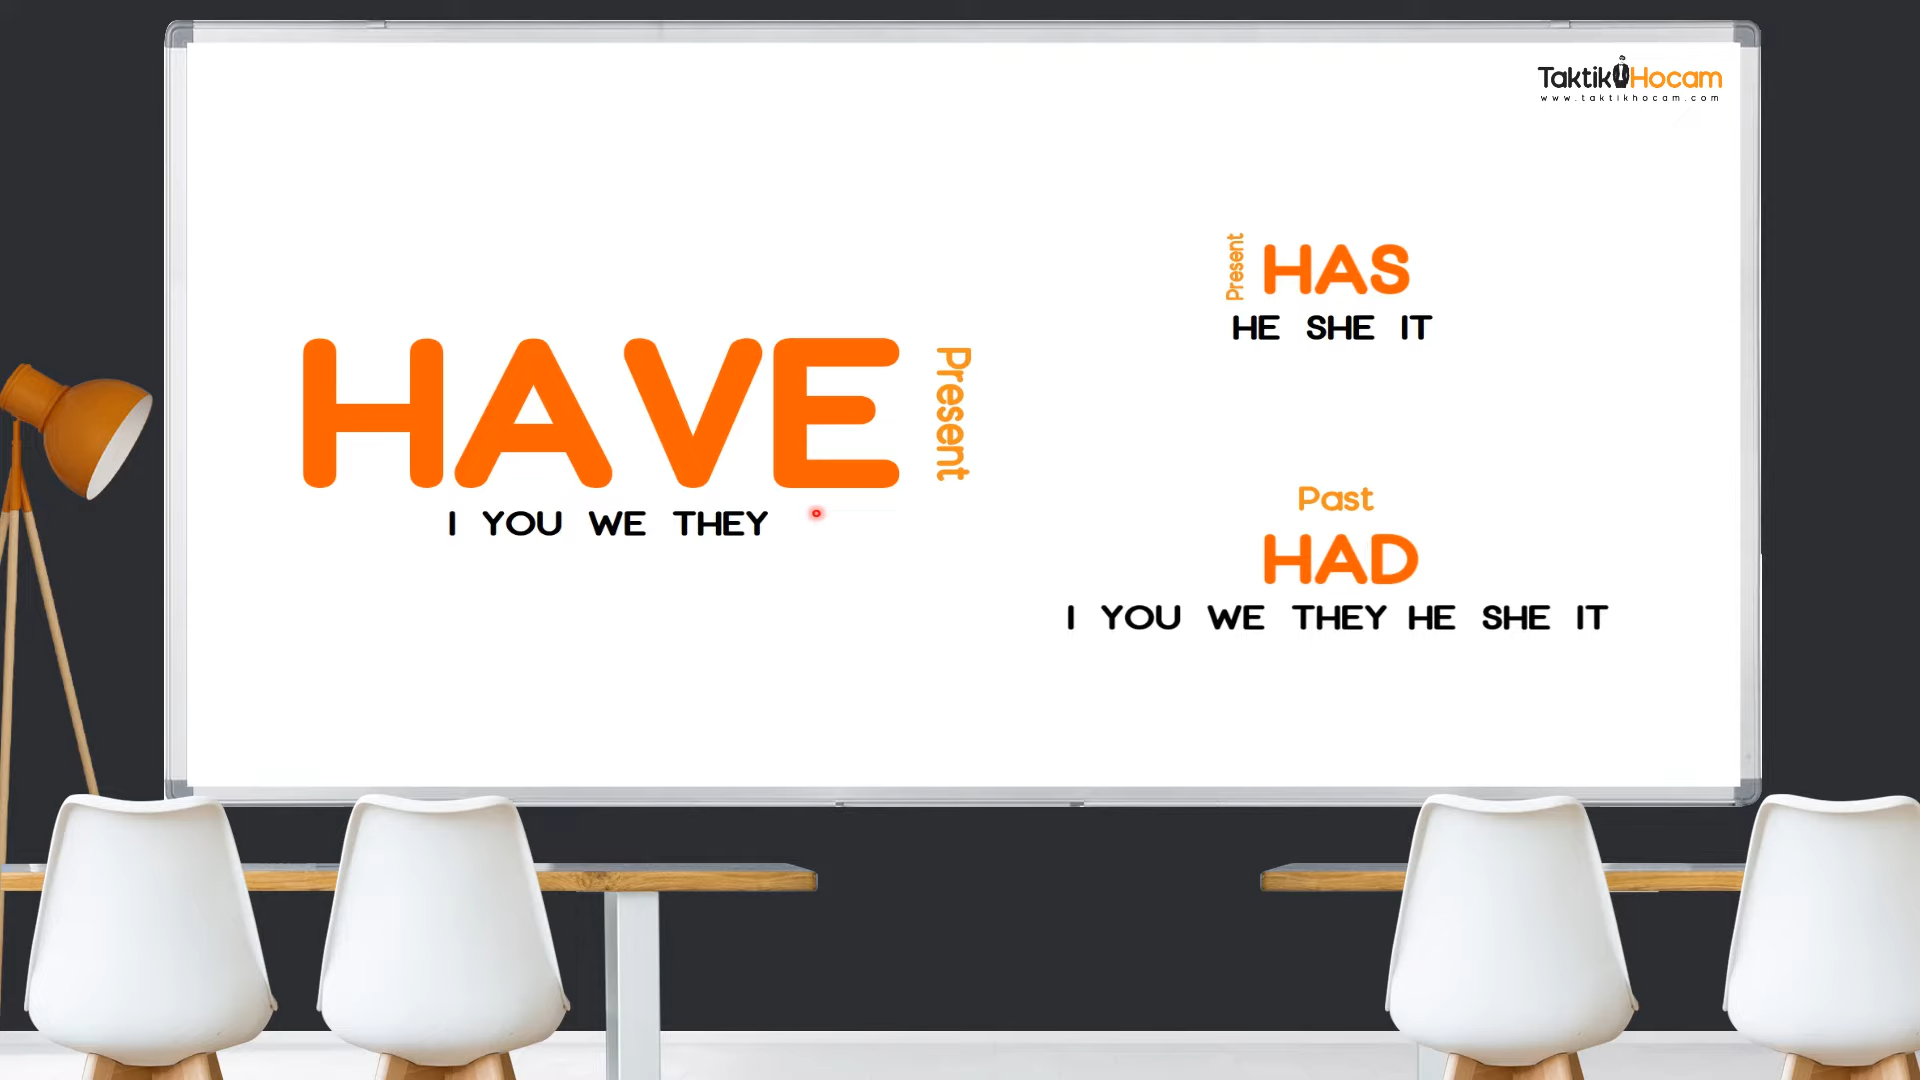 TaktikHocam
www.taktikhocam.com
HAVE
Present
I YOU WE THEY
Present
HAS
HE SHE IT
Past
HAD
I YOU WE THEY HE SHE IT